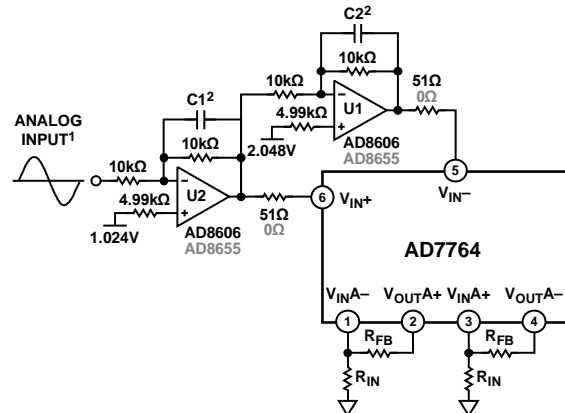 C2²
10kΩ
10kΩ
51Ω
0Ω
C1²
U1
4.99kΩ
10kΩ
2.048V
AD8606
AD8655
ANALOG
INPUT¹
10kΩ
U2
4.99kΩ
51Ω
0Ω
1.024V
AD8606
AD8655
6
VIN+
5
VIN–
AD7764
VINA–
VOUTA+
VINA+
VOUTA–
1
2
3
4
RFB
RFB
RIN
RIN